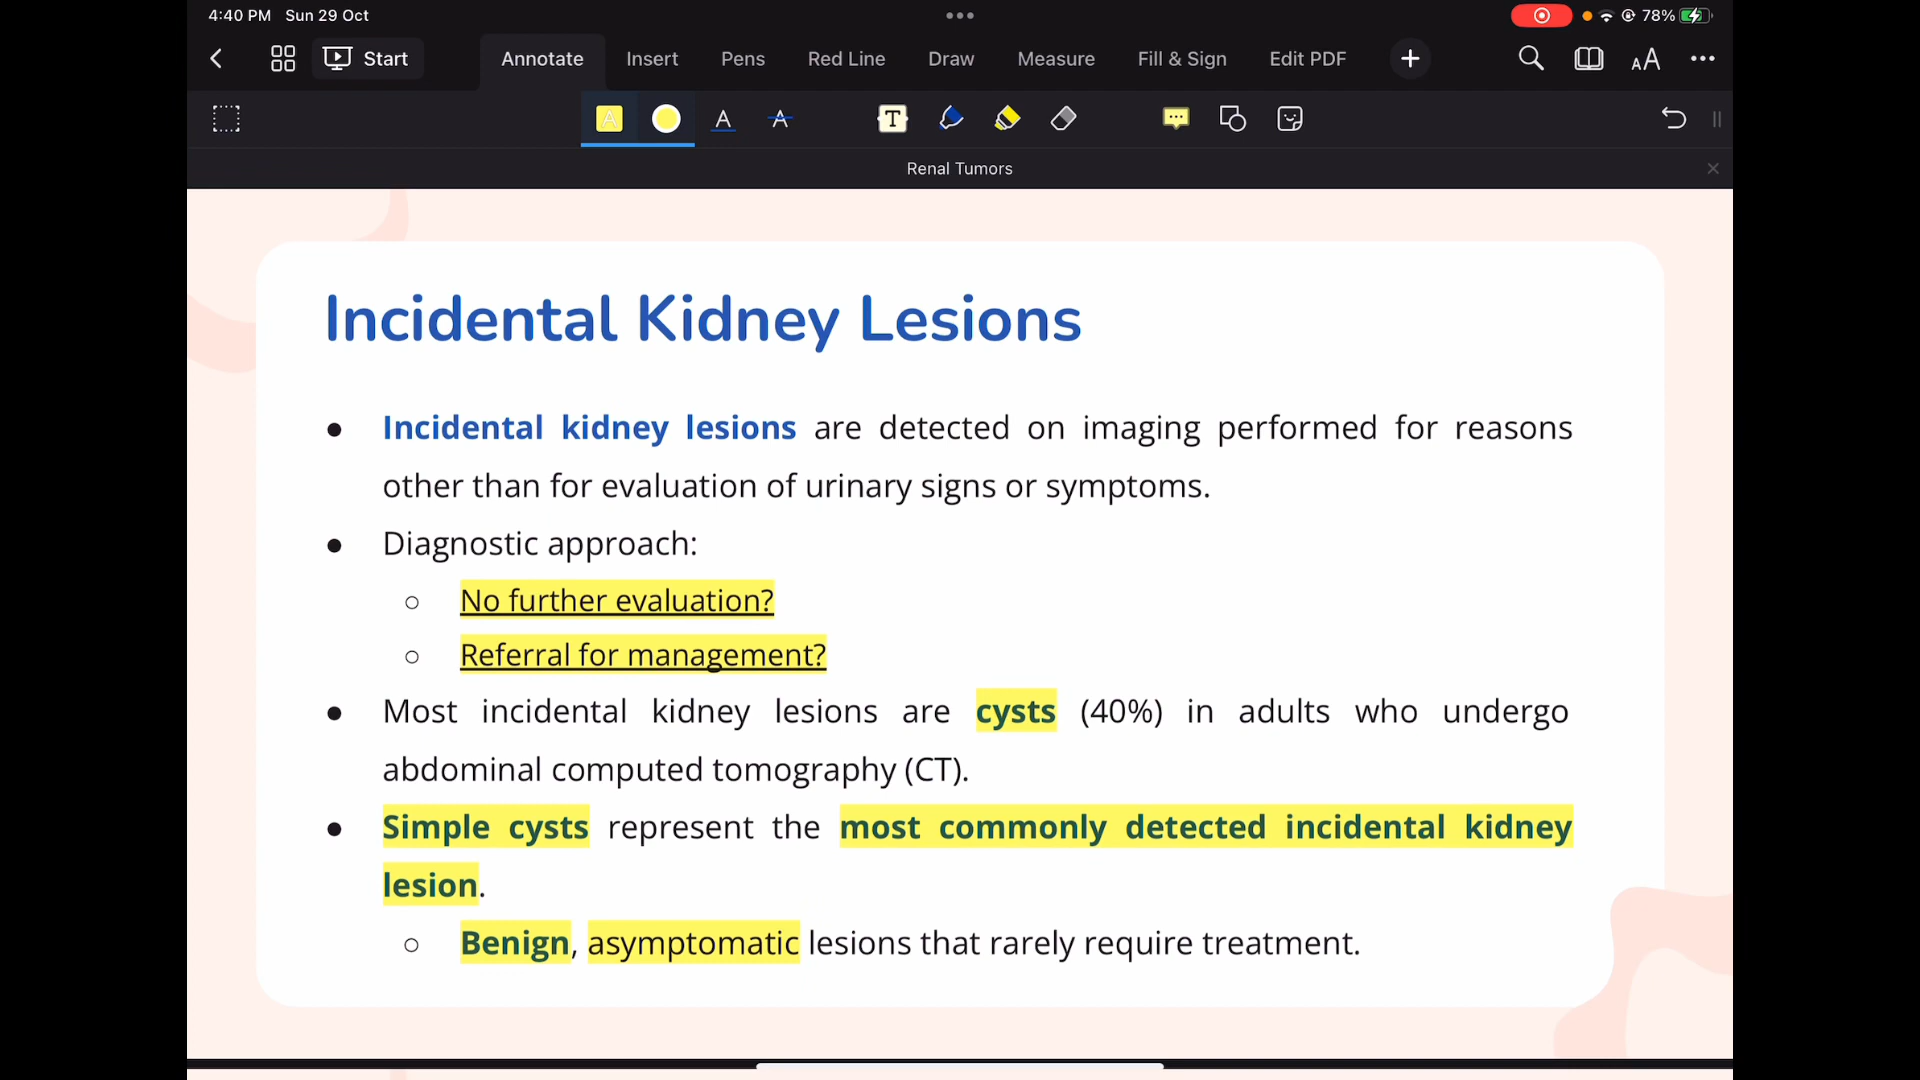 4:40 PM Sun 29 Oct
78%
Start
Annotate Insert Pens Red Line Draw Measure Fill & Sign Edit PDF
AA
A A A T
Renal Tumors
Incidental Kidney Lesions
● Incidental kidney lesions are detected on imaging performed for reasons
other than for evaluation of urinary signs or symptoms.
● Diagnostic approach:
○ No further evaluation?
○ Referral for management?
● Most incidental kidney lesions are cysts (40%) in adults who undergo
abdominal computed tomography (CT).
● Simple cysts represent the most commonly detected incidental kidney
lesion.
○ Benign, asymptomatic lesions that rarely require treatment.